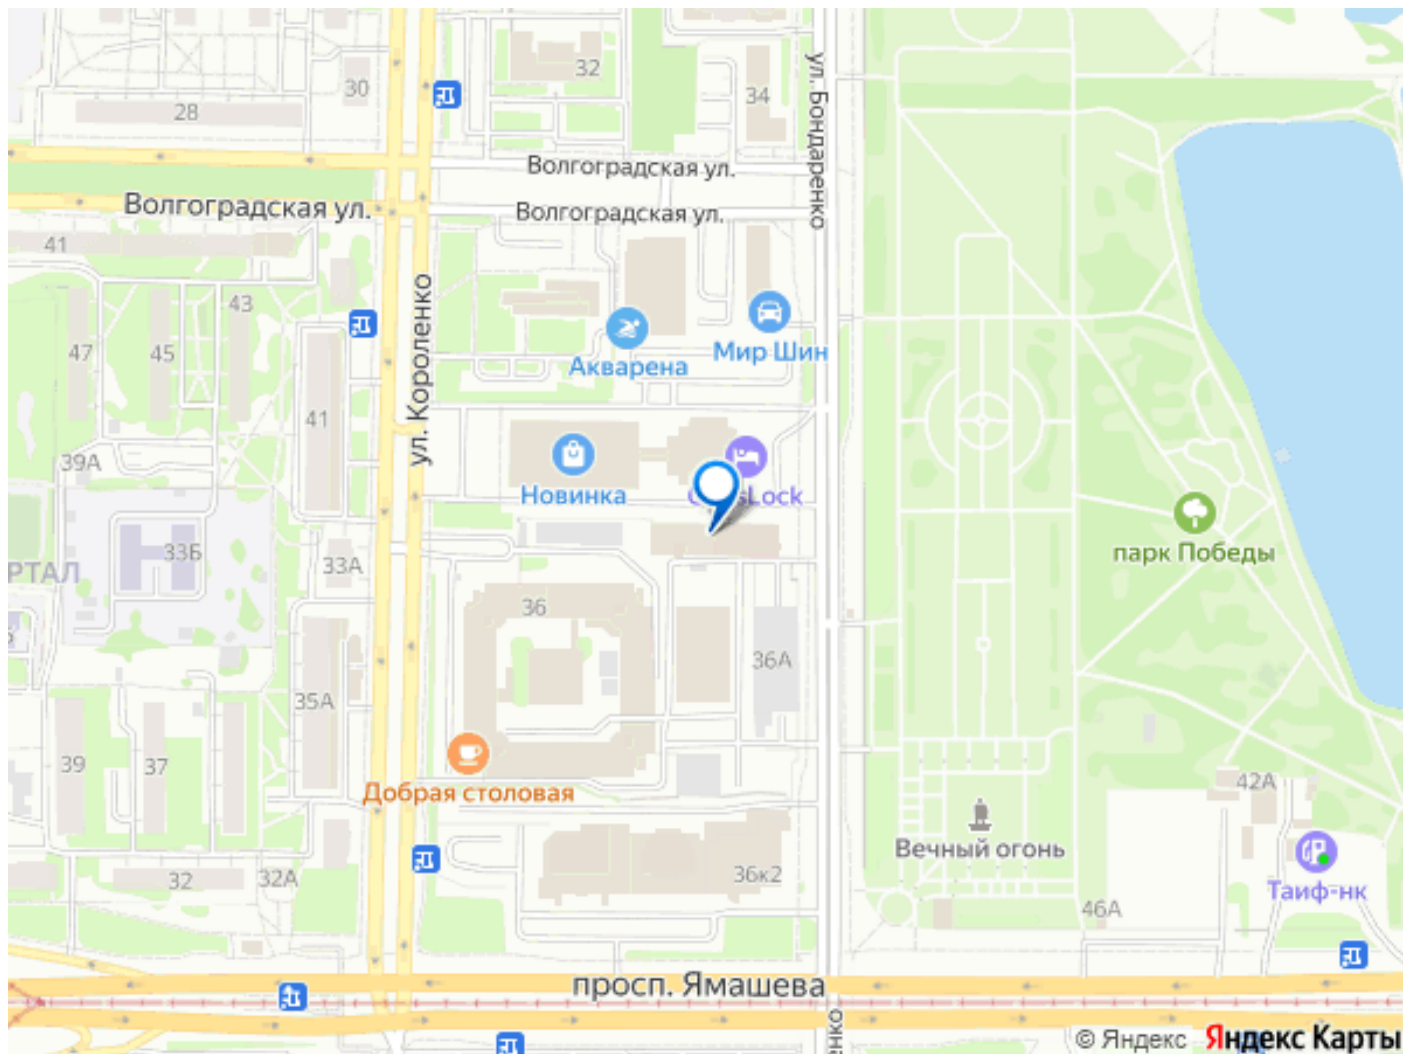 32
30
34
28
ул. Бондаренко
Волгоградская ул.
Волгоградская ул.
Волгоградская ул.
41
43
ул. Короленко
47
45
Акварена
Мир Шин
41
39А
Новинка
Lock
33Б
33А
парк Победы
РТАЛ
36
36А
35А
39
37
Добрая столовая
42А
Вечный огонь
36к2
32
32А
Таиф-нк
46А
просп. Ямашева
енко
© Яндекс
Яндекс Карты